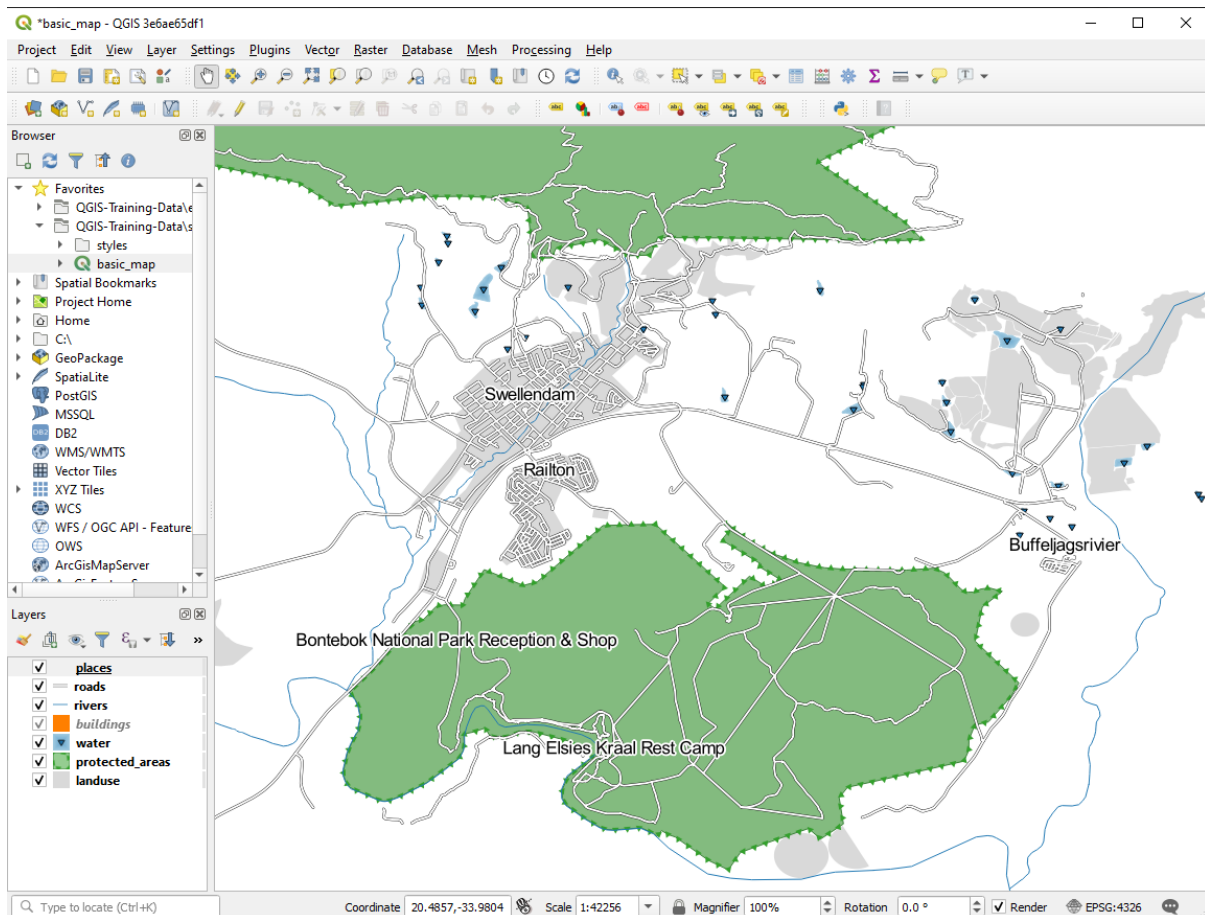 *basic_map - QGIS 3e6ae65df1
Project Edit View Layer Settings Plugins Vector Raster Database Mesh Processing Help
Browser
Favorites
QGIS-Training-Data\e
QGIS-Training-Data\s
styles
basic_map
Spatial Bookmarks
Project Home
Home
C:\
GeoPackage
SpatiaLite
PostGIS
MSSQL
DB2
WMS/WMTS
Vector Tiles
XYZ Tiles
WCS
WFS / OGC API - Feature
OWS
ArcGisMapServer
Layers
places
roads
rivers
buildings
water
protected_areas
landuse
Swellendam
Railton
Buffeljagsrivier
Bontebok National Park Reception & Shop
Lang Elsies Kraal Rest Camp
Type to locate (Ctrl+K) Coordinate 20.4857,-33.9804 Scale 1:42256 Magnifier 100% Rotation 0.0 ° Render EPSG:4326